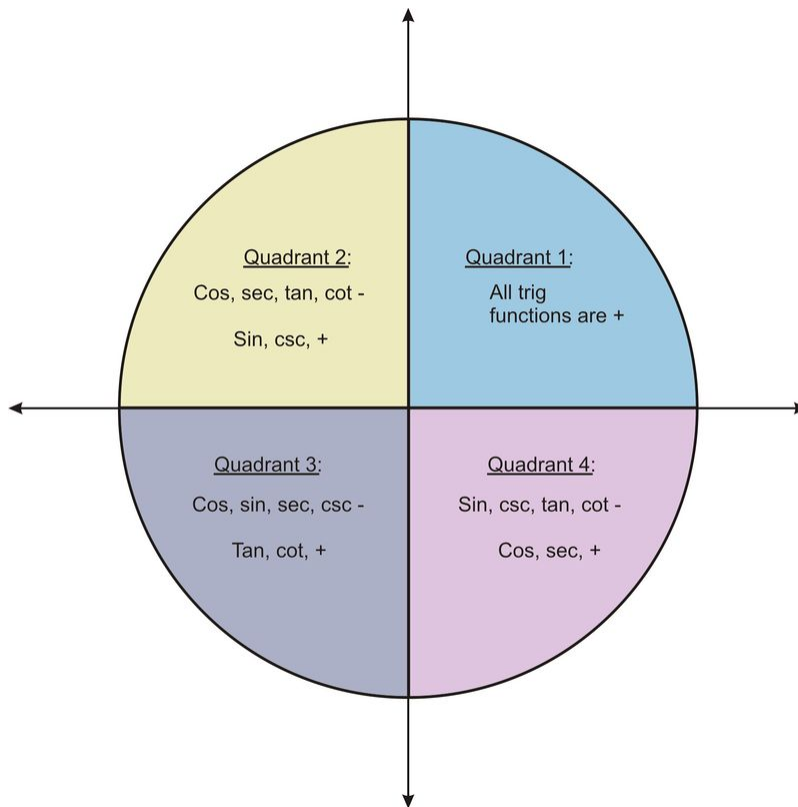 Quadrant 2:
Cos, sec, tan, cot -
Sin, csc, +
Quadrant 1:
All trig
functions are +
Quadrant 3:
Cos, sin, sec, csc -
Tan, cot, +
Quadrant 4:
Sin, csc, tan, cot -
Cos, sec, +